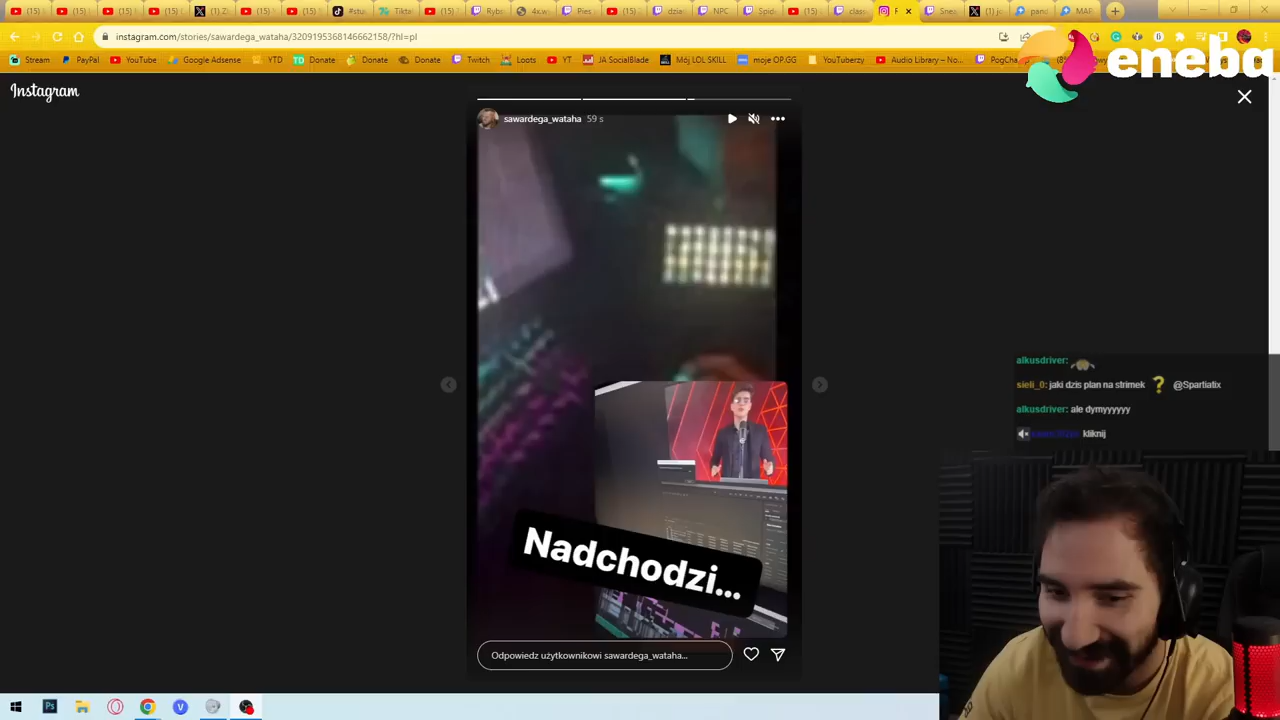 instagram.com/stories/sawardega_wataha/3209195368146662158/?hl=pl
Stream
PayPal
YouTube
Google Adsense
YTD
Donate
Donate
Donate
Twitch
Loots
YT
JA SocialBlade
Mój LOL SKILL
moje OP.GG
YouTuberzy
Audio Library – No...
PogCha
eneba
Instagram
sawardega_wataha 59 s
alkusdriver:
sieli_0: jaki dzis plan na strimek ❓ @Spartiatix
alkusdriver: ale dymyyyyyy
kliknij
Nadchodzi...
Odpowiedz użytkownikowi sawardega_wataha...